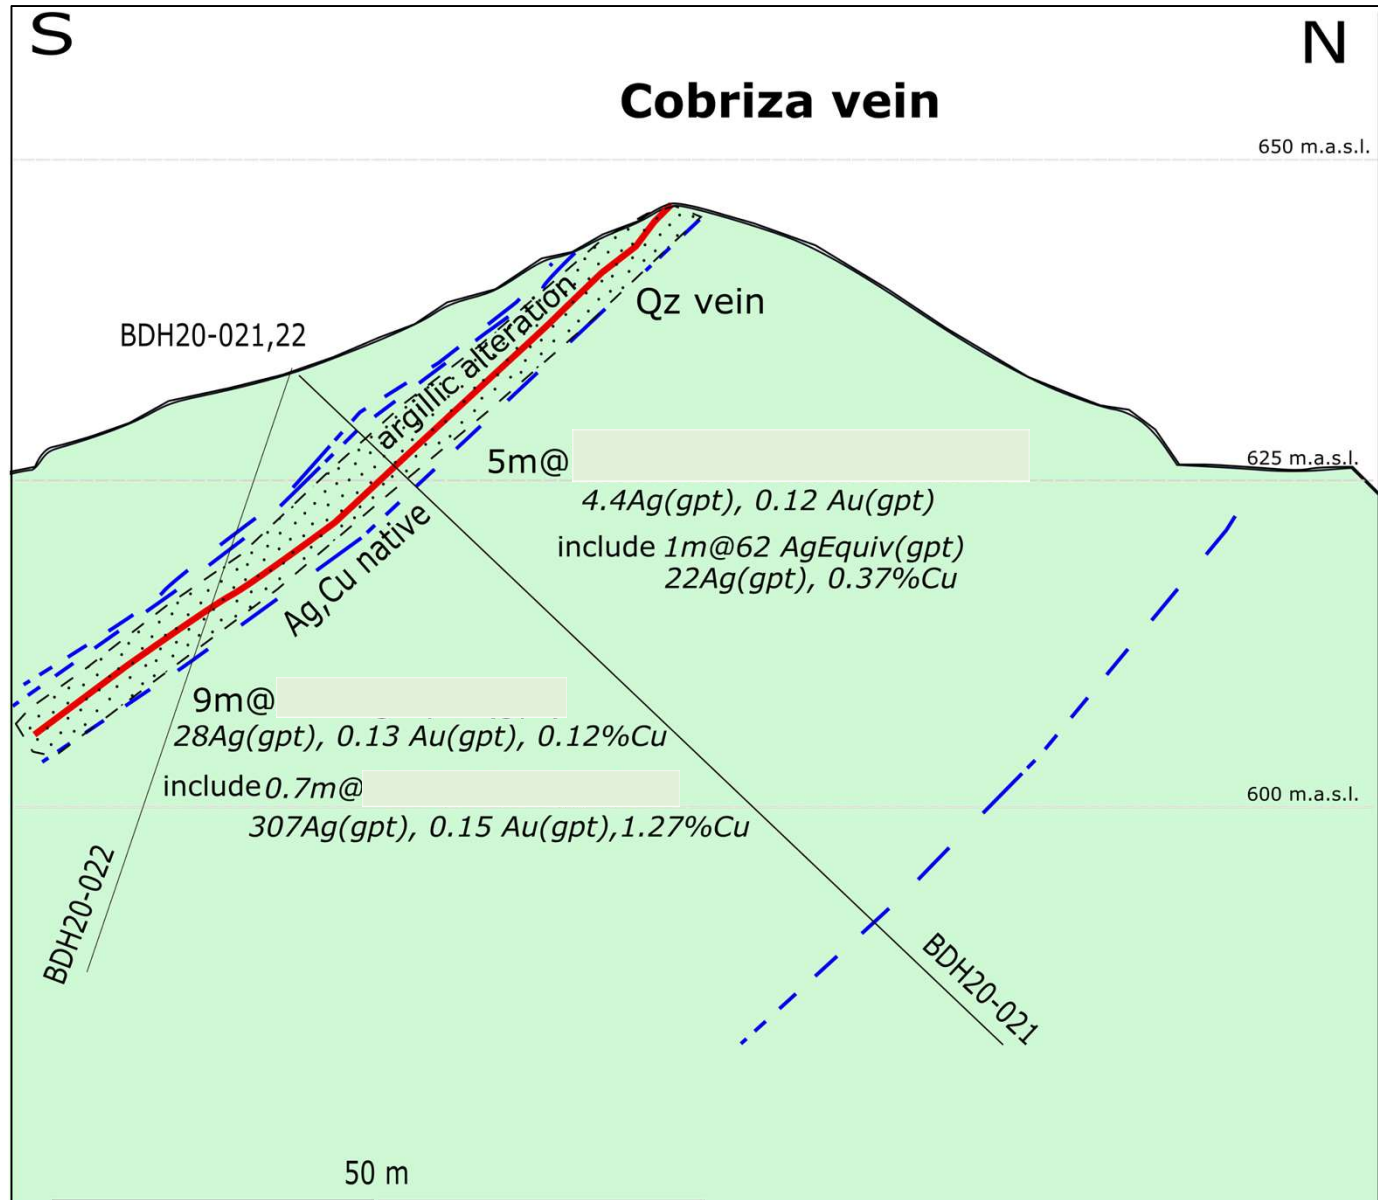 S
N
Cobriza vein
650 m.a.s.l.
Qz vein
BDH20-021,22
argillic alteration
625 m.a.s.l.
5m@
4.4Ag(gpt), 0.12 Au(gpt)
include 1m@62 AgEquiv(gpt)
22Ag(gpt), 0.37%Cu
Ag,Cu native
9m@
28Ag(gpt), 0.13 Au(gpt), 0.12%Cu
include 0.7m@
307Ag(gpt), 0.15 Au(gpt),1.27%Cu
600 m.a.s.l.
BDH20-022
BDH20-021
50 m